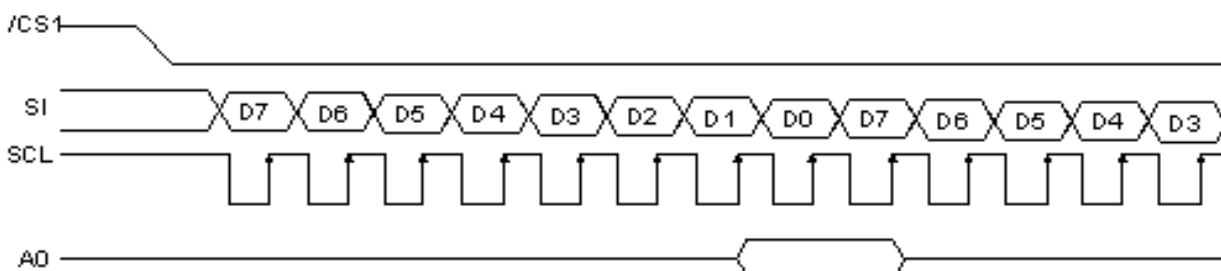 /CS1
SI D7 D6 D5 D4 D3 D2 D1 D0 D7 D6 D5 D4 D3
SCL
A0